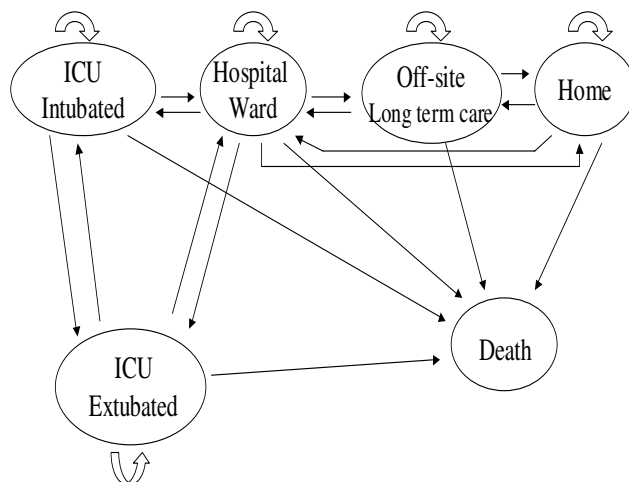 ICU
Intubated
Hospital
Ward
Off-site
Long term care
Home
ICU
Extubated
Death